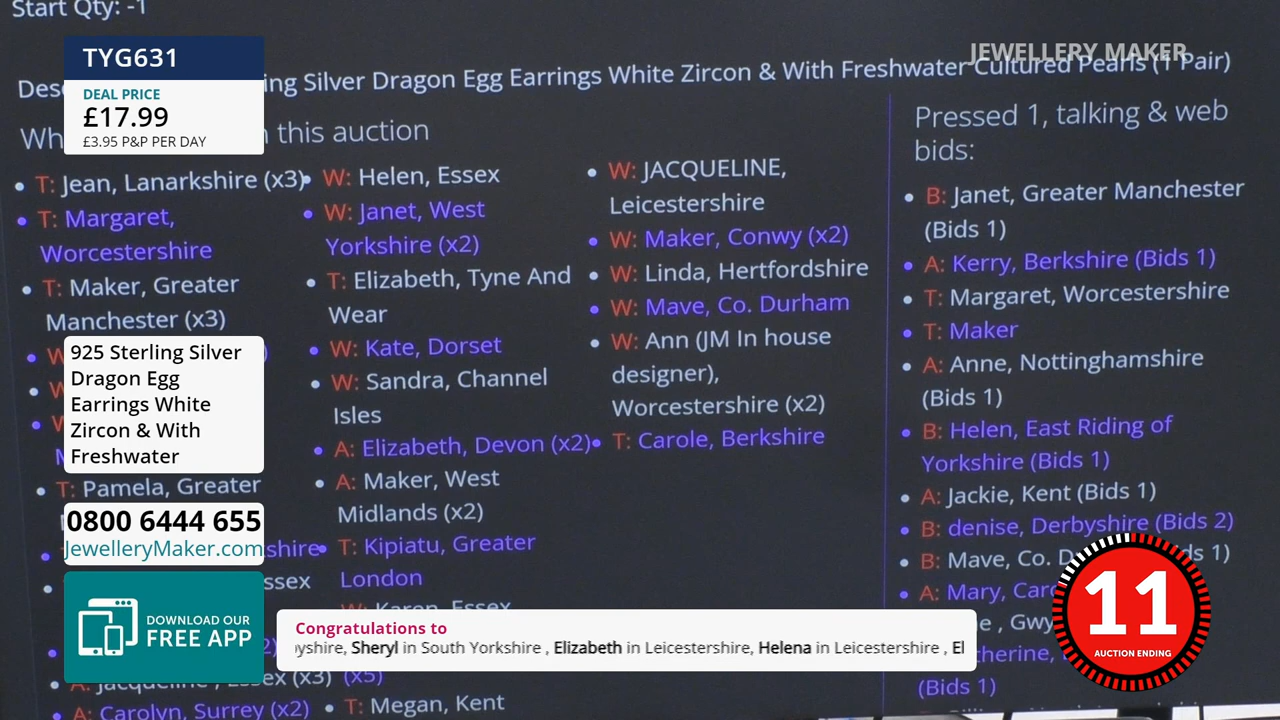 Start Qty: -1
JEWELLERY MAKER
TYG631
DEAL PRICE
£17.99
£3.95 P&P PER DAY
ing Silver Dragon Egg Earrings White Zircon & With Freshwater Cultured Pearls (1 Pair)
this auction
T: Jean, Lanarkshire (x3)
T: Margaret,
Worcestershire
T: Maker, Greater
Manchester (x3)
925 Sterling Silver
Dragon Egg
Earrings White
Zircon & With
Freshwater
T: Pamela, Greater
0800 6444 655
JewelleryMaker.com
DOWNLOAD OUR
FREE APP
A: Jacqueline , Essex (x3)
A: Carolyn, Surrey (x2)
W: Helen, Essex
W: Janet, West
Yorkshire (x2)
T: Elizabeth, Tyne And
Wear
W: Kate, Dorset
W: Sandra, Channel
Isles
A: Elizabeth, Devon (x2)
A: Maker, West
Midlands (x2)
T: Kipiatu, Greater
London
W: Karen, Essex
(x5)
T: Megan, Kent
W: JACQUELINE,
Leicestershire
W: Maker, Conwy (x2)
W: Linda, Hertfordshire
W: Mave, Co. Durham
W: Ann (JM In house
designer),
Worcestershire (x2)
T: Carole, Berkshire
Pressed 1, talking & web
bids:
B: Janet, Greater Manchester
(Bids 1)
A: Kerry, Berkshire (Bids 1)
T: Margaret, Worcestershire
T: Maker
A: Anne, Nottinghamshire
(Bids 1)
B: Helen, East Riding of
Yorkshire (Bids 1)
A: Jackie, Kent (Bids 1)
B: denise, Derbyshire (Bids 2)
B: Mave, Co.
A: Mary,
(Bids 1)
Congratulations to
yshire, Sheryl in South Yorkshire , Elizabeth in Leicestershire, Helena in Leicestershire , El
11
AUCTION ENDING